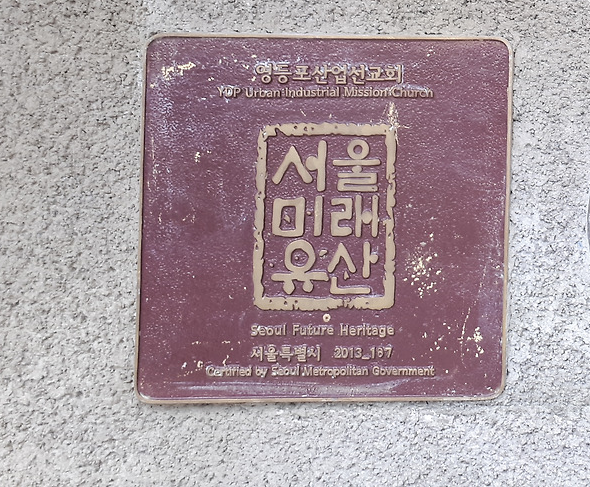 영등포산업선교회
YDP Urban Industrial Mission Church
서울
미래
유산
Seoul Future Heritage
서울특별시 2013_187
Certified by Seoul Metropolitan Government